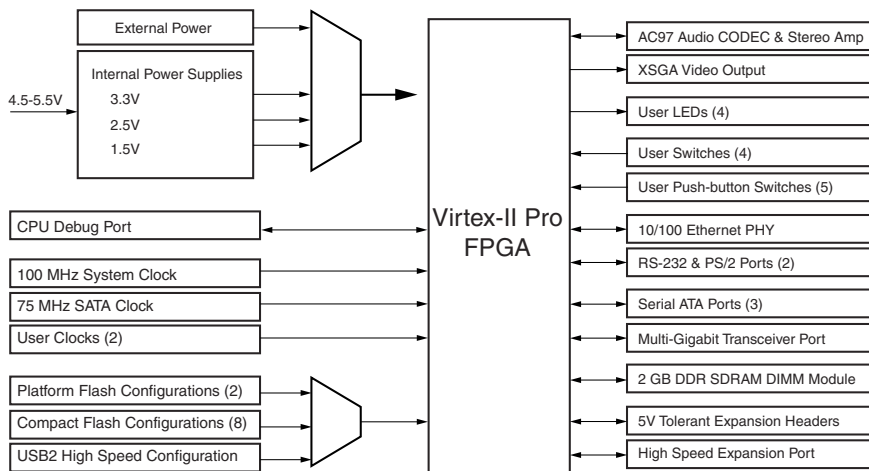 External Power
Internal Power Supplies
4.5-5.5V
3.3V
2.5V
1.5V
CPU Debug Port
100 MHz System Clock
75 MHz SATA Clock
User Clocks (2)
Platform Flash Configurations (2)
Compact Flash Configurations (8)
USB2 High Speed Configuration
Virtex-II Pro
FPGA
AC97 Audio CODEC & Stereo Amp
XSGA Video Output
User LEDs (4)
User Switches (4)
User Push-button Switches (5)
10/100 Ethernet PHY
RS-232 & PS/2 Ports (2)
Serial ATA Ports (3)
Multi-Gigabit Transceiver Port
2 GB DDR SDRAM DIMM Module
5V Tolerant Expansion Headers
High Speed Expansion Port